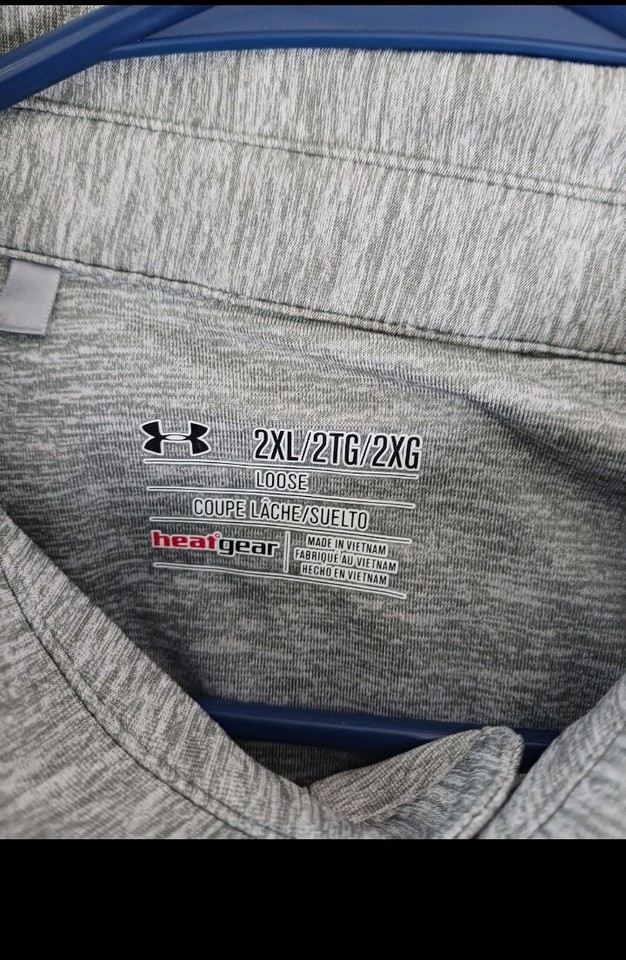 2XL/2TG/2XG
LOOSE
COUPE LÂCHE/SUELTO
heatgear
MADE IN VIETNAM
FABRIQUÉ AU VIETNAM
HECHO EN VIETNAM